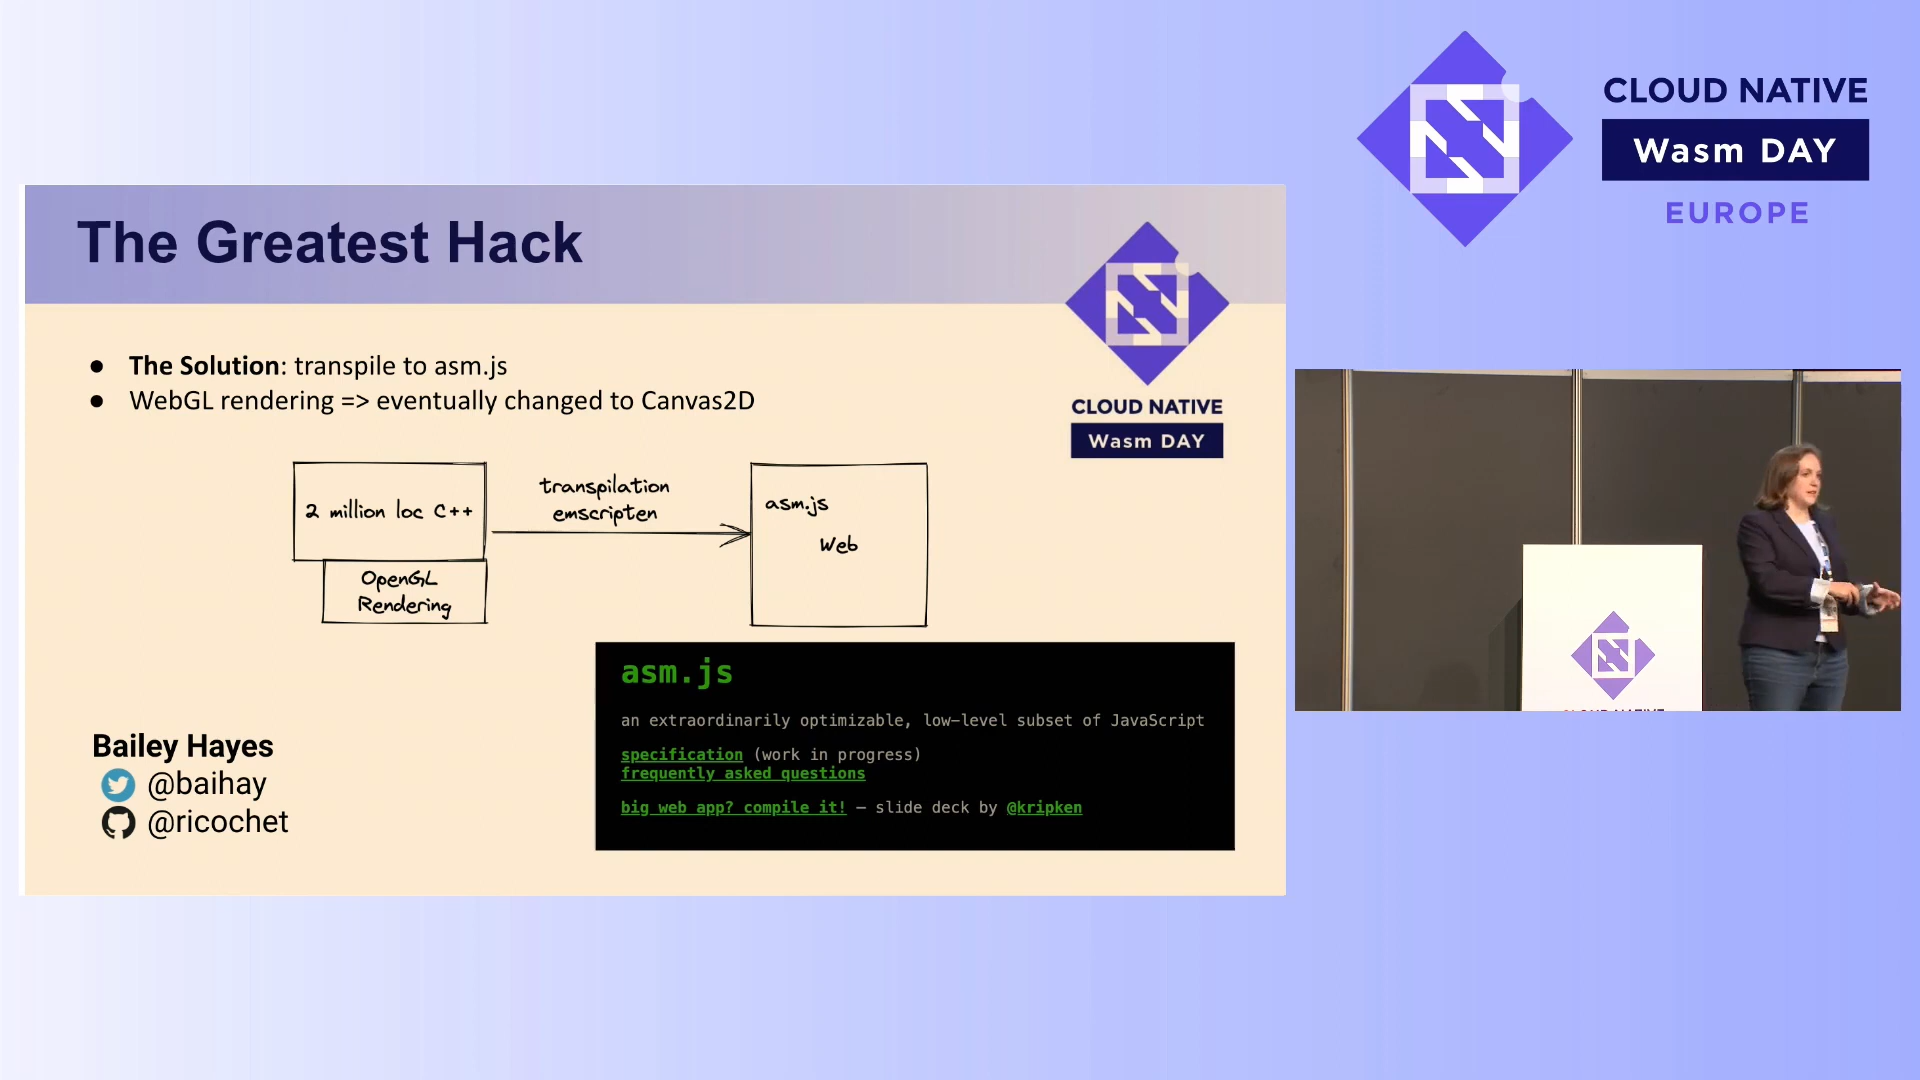 The Greatest Hack
● The Solution: transpile to asm.js
● WebGL rendering => eventually changed to Canvas2D
CLOUD NATIVE
Wasm DAY
2 million loc C++
OpenGL
Rendering
transpilation
emscripten
asm.js
Web
asm.js
an extraordinarily optimizable, low-level subset of JavaScript
specification (work in progress)
frequently asked questions
big web app? compile it! — slide deck by @kripken
Bailey Hayes
@baihay
@ricochet
CLOUD NATIVE
Wasm DAY
EUROPE